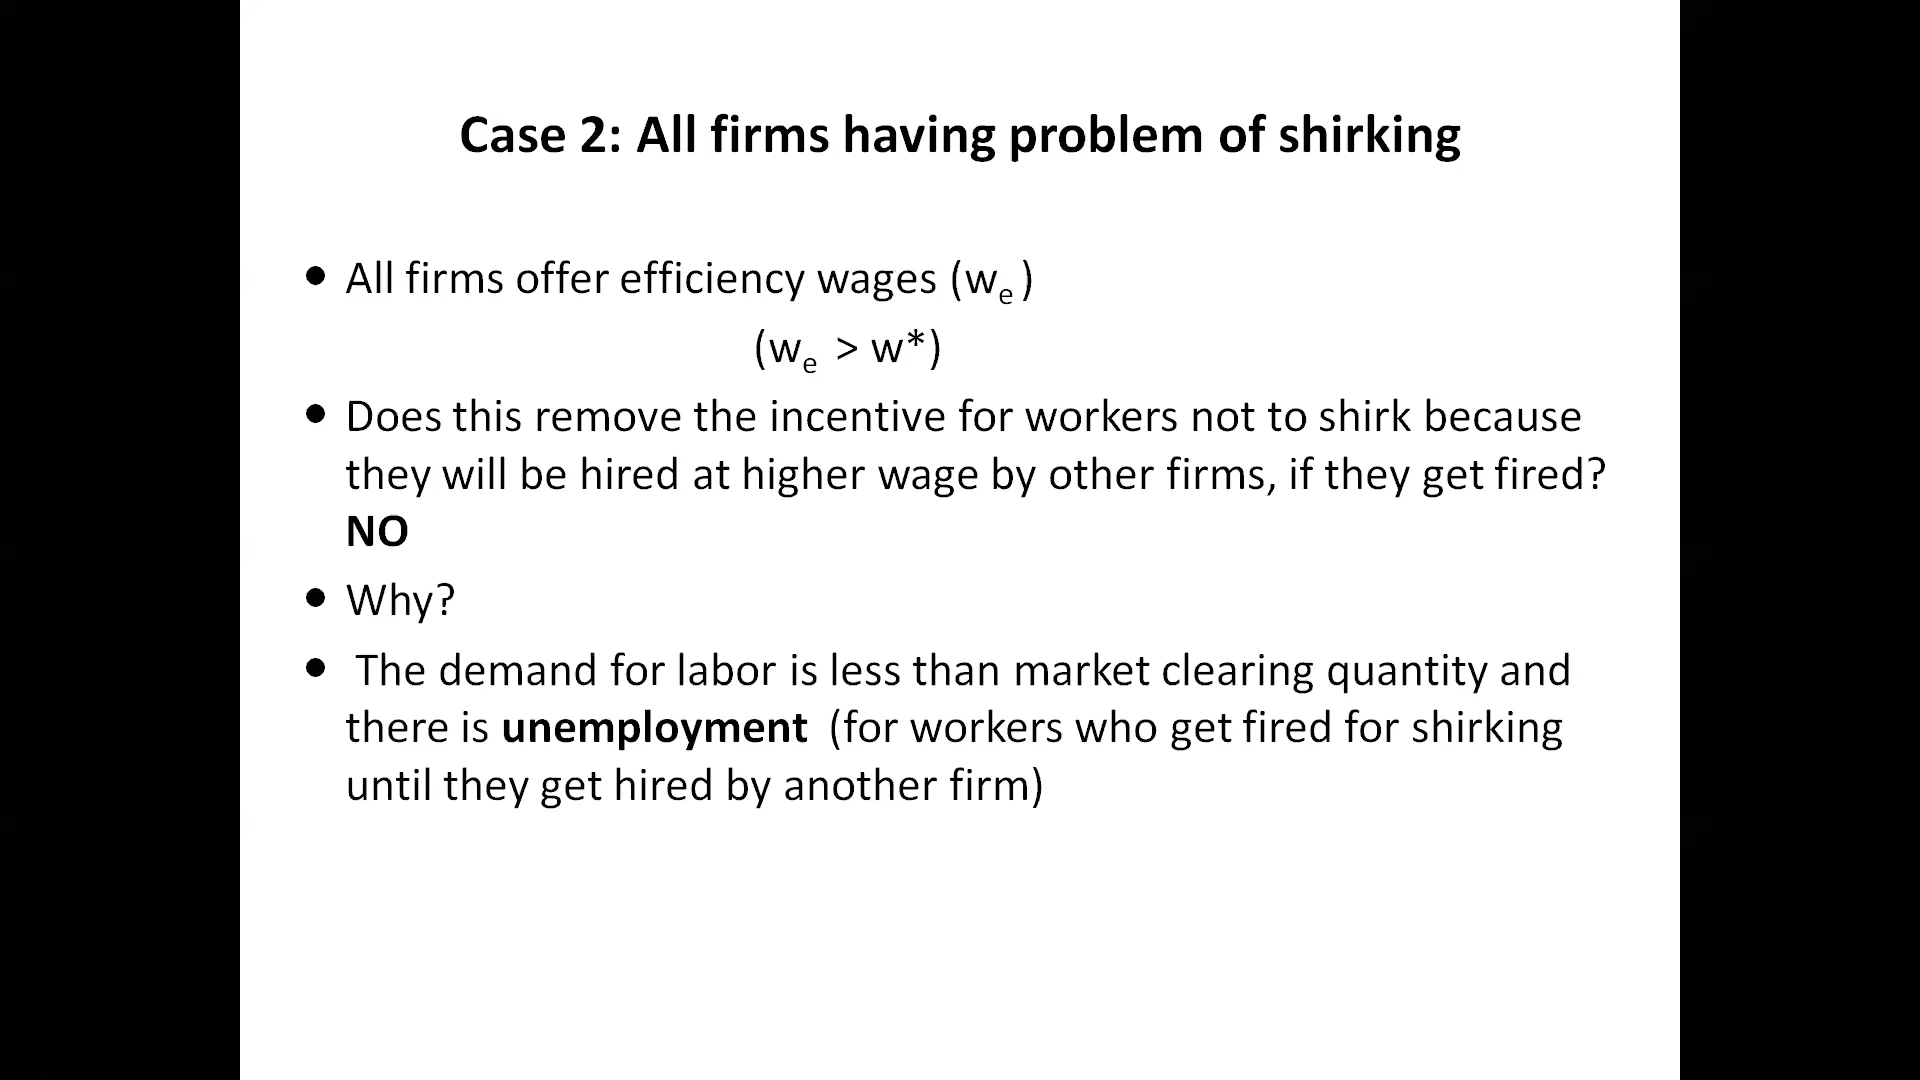 Case 2: All firms having problem of shirking
• All firms offer efficiency wages (wₑ )
(wₑ > w*)
• Does this remove the incentive for workers not to shirk because
they will be hired at higher wage by other firms, if they get fired?
NO
• Why?
• The demand for labor is less than market clearing quantity and
there is unemployment (for workers who get fired for shirking
until they get hired by another firm)